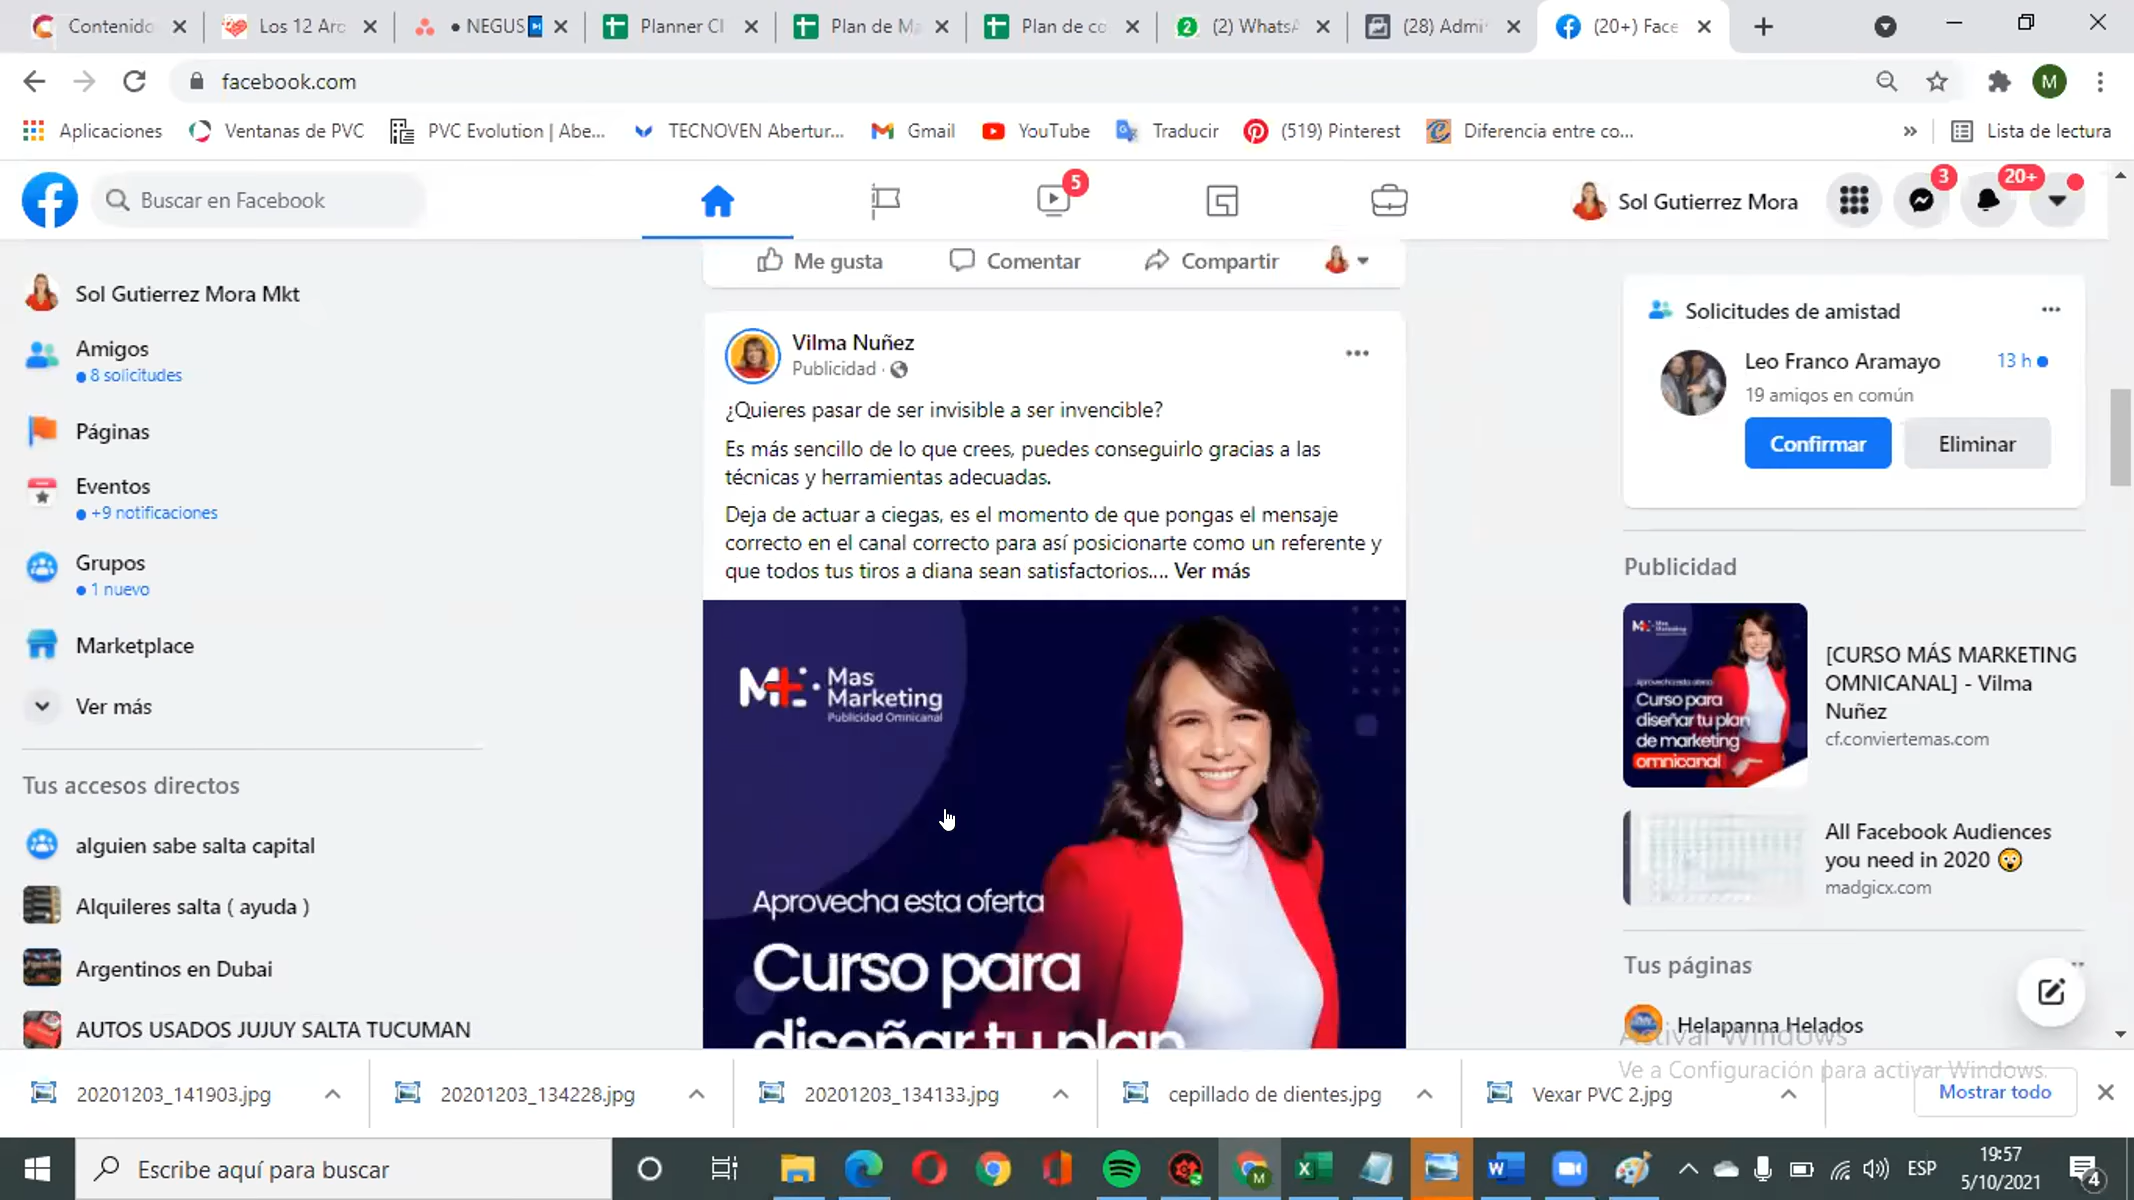 Contenido
Los 12 Arc
• NEGUS
Planner Cl
Plan de Ma
Plan de co
(2) WhatsA
(28) Admi
(20+) Face
facebook.com
M
Aplicaciones
Ventanas de PVC
PVC Evolution | Abe...
TECNOVEN Abertur...
Gmail
YouTube
Traducir
(519) Pinterest
Diferencia entre co...
»
Lista de lectura
Buscar en Facebook
5
Sol Gutierrez Mora
3
20+
Sol Gutierrez Mora Mkt
Amigos
8 solicitudes
Páginas
Eventos
+9 notificaciones
Grupos
1 nuevo
Marketplace
Ver más
Tus accesos directos
alguien sabe salta capital
Alquileres salta ( ayuda )
Argentinos en Dubai
AUTOS USADOS JUJUY SALTA TUCUMAN
Me gusta
Comentar
Compartir
Vilma Nuñez
Publicidad ·
¿Quieres pasar de ser invisible a ser invencible?
Es más sencillo de lo que crees, puedes conseguirlo gracias a las
técnicas y herramientas adecuadas.
Deja de actuar a ciegas, es el momento de que pongas el mensaje
correcto en el canal correcto para así posicionarte como un referente y
que todos tus tiros a diana sean satisfactorios.... Ver más
M+
Mas
Marketing
Publicidad Omnicanal
Aprovecha esta oferta
Curso para
diseñar tu plan
Solicitudes de amistad
Leo Franco Aramayo
13 h
19 amigos en común
Confirmar
Eliminar
Publicidad
Mas
Marketing
Aprovecha esta oferta
Curso para
diseñar tu plan
de marketing
omnicanal
[CURSO MÁS MARKETING
OMNICANAL] - Vilma
Nuñez
cf.conviertemas.com
All Facebook Audiences
you need in 2020 😲
madgicx.com
Tus páginas
Helapanna Helados
Activar Windows
Ve a Configuración para activar Windows.
20201203_141903.jpg
20201203_134228.jpg
20201203_134133.jpg
cepillado de dientes.jpg
Vexar PVC 2.jpg
Mostrar todo
Escribe aquí para buscar
ESP
19:57
5/10/2021
4